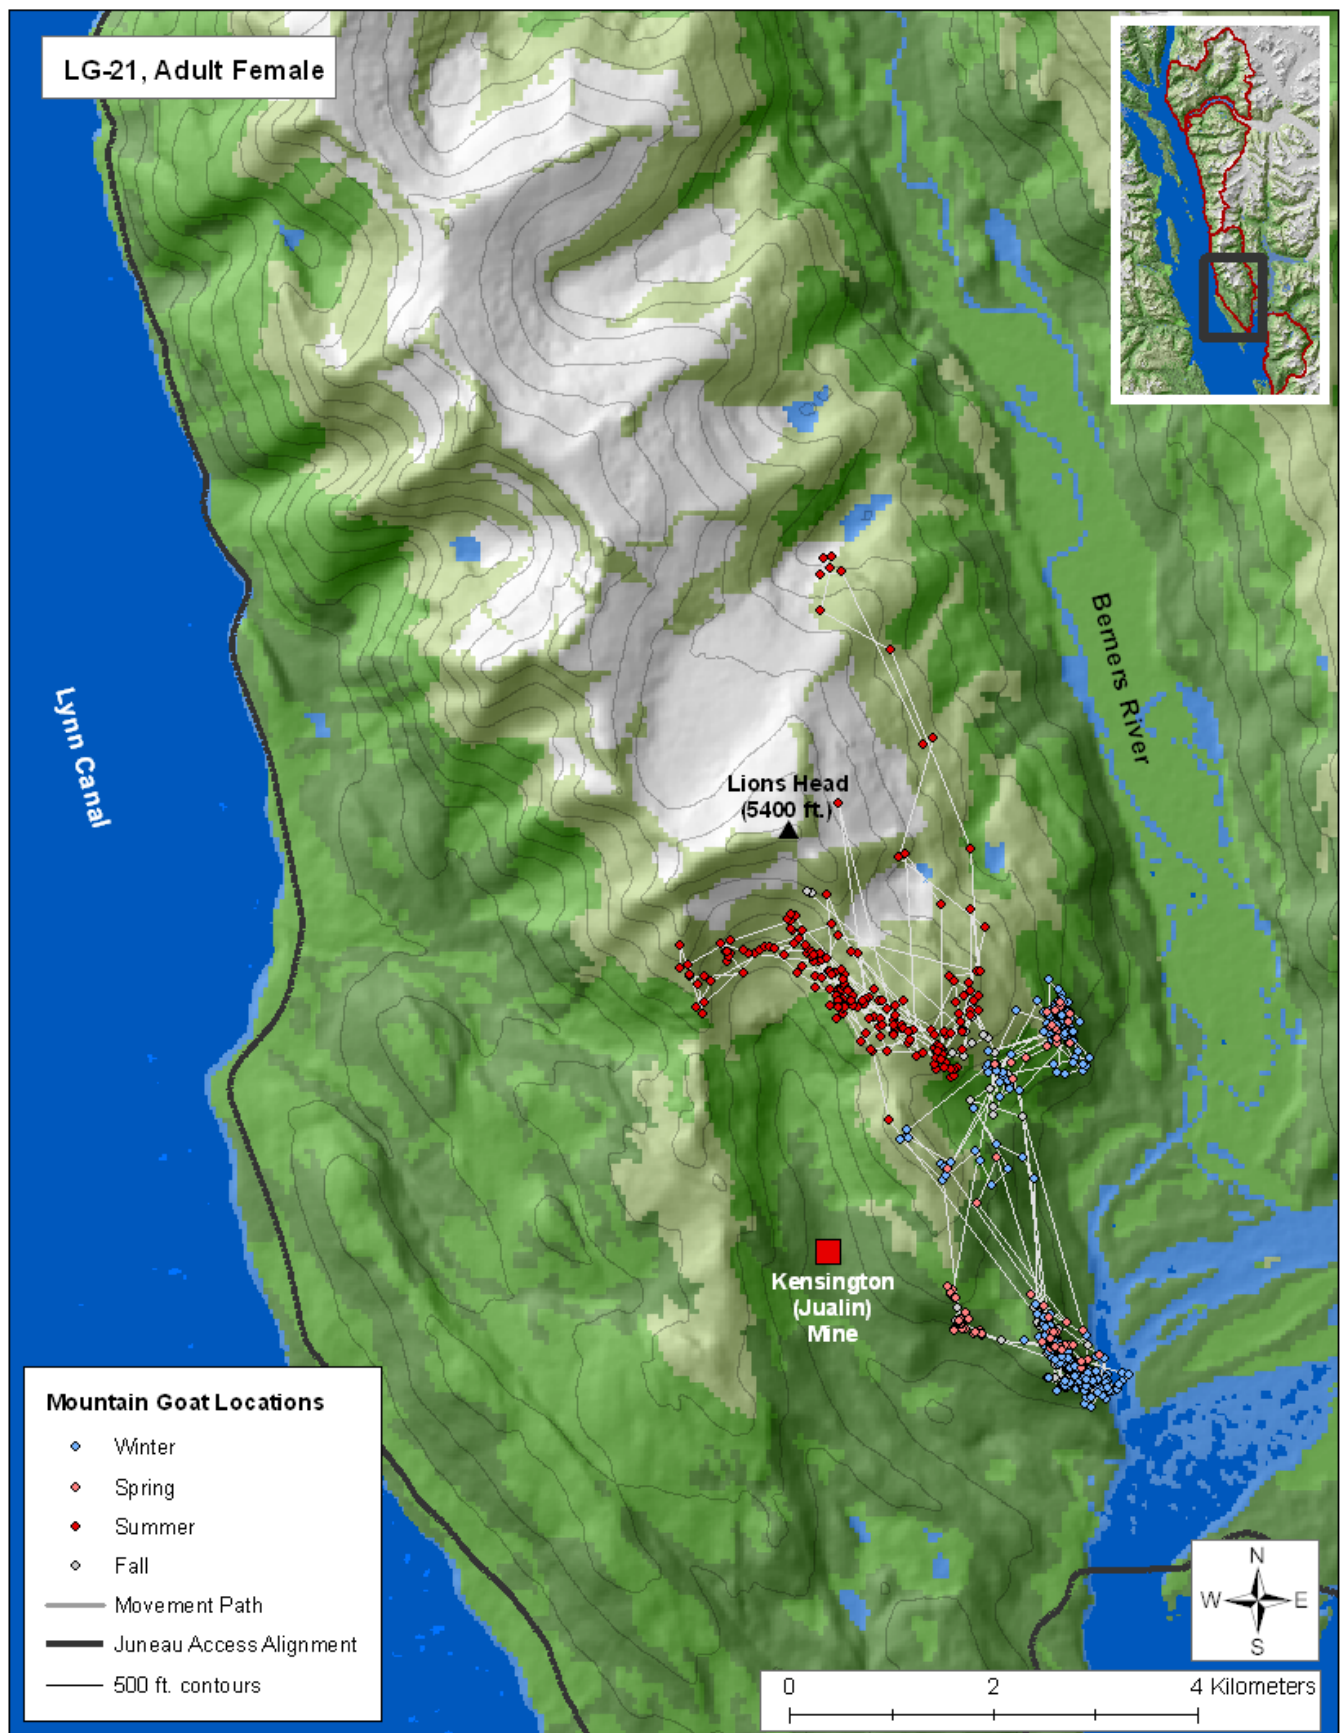 LG-21, Adult Female
Berners River
Lynn Canal
Lions Head
(5400 ft.)
Kensington
(Jualin)
Mine
Mountain Goat Locations
Winter
Spring
Summer
Fall
Movement Path
Juneau Access Alignment
500 ft. contours
N
W E
S
0 2 4 Kilometers